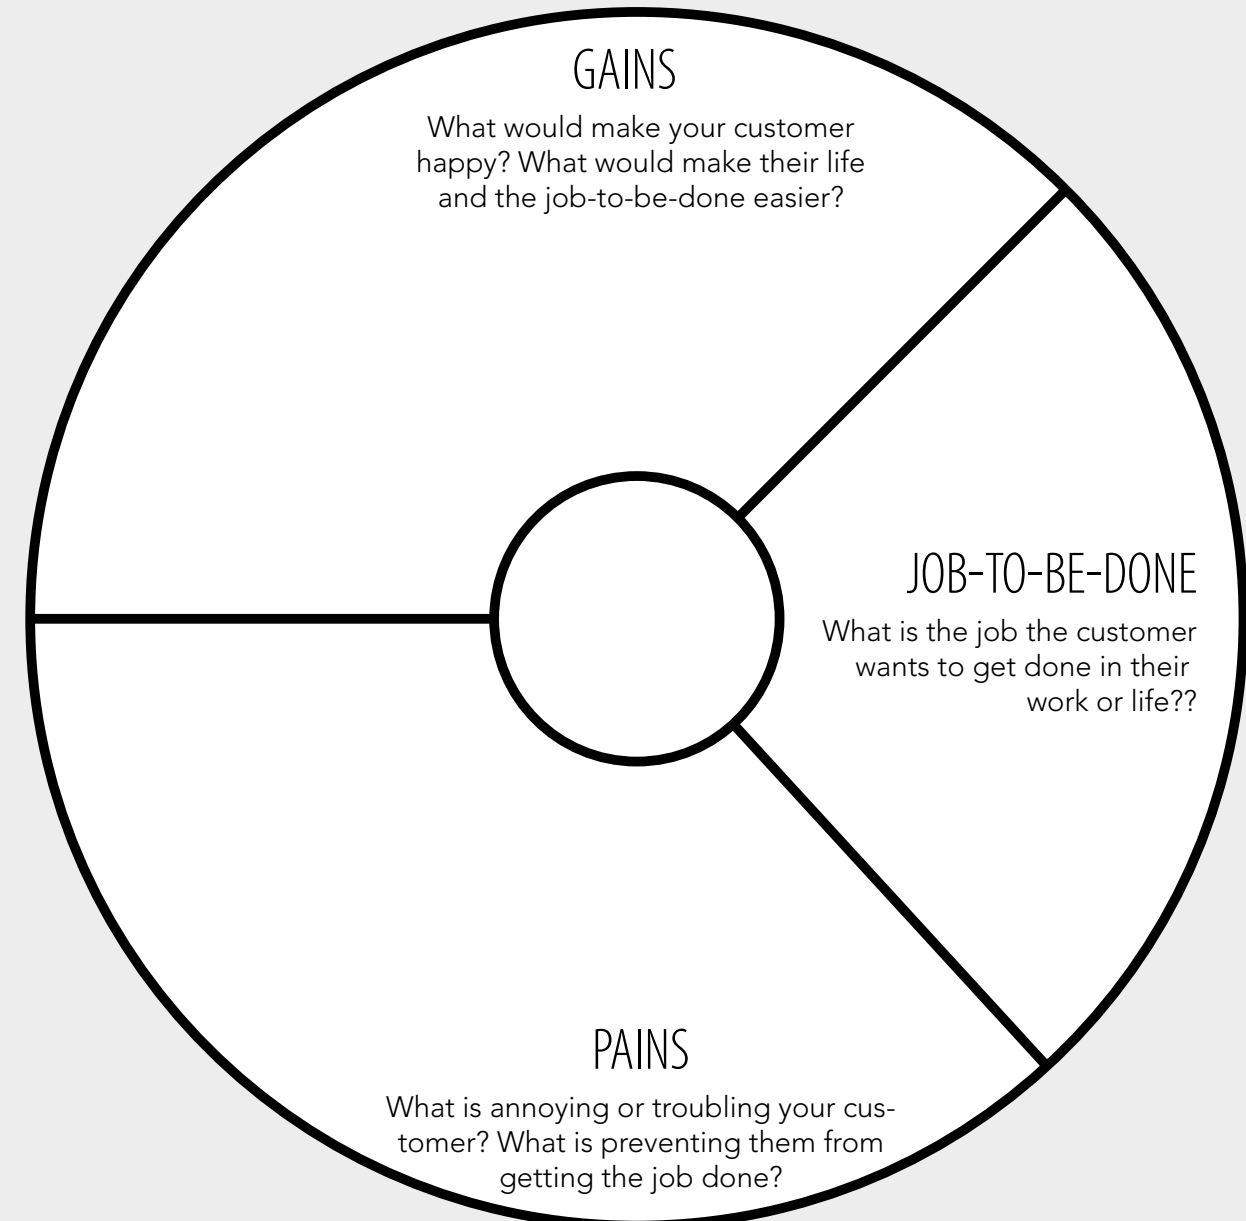 GAINS
What would make your customer
happy? What would make their life
and the job-to-be-done easier?
JOB-TO-BE-DONE
What is the job the customer
wants to get done in their
work or life??
PAINS
What is annoying or troubling your cus-
tomer? What is preventing them from
getting the job done?